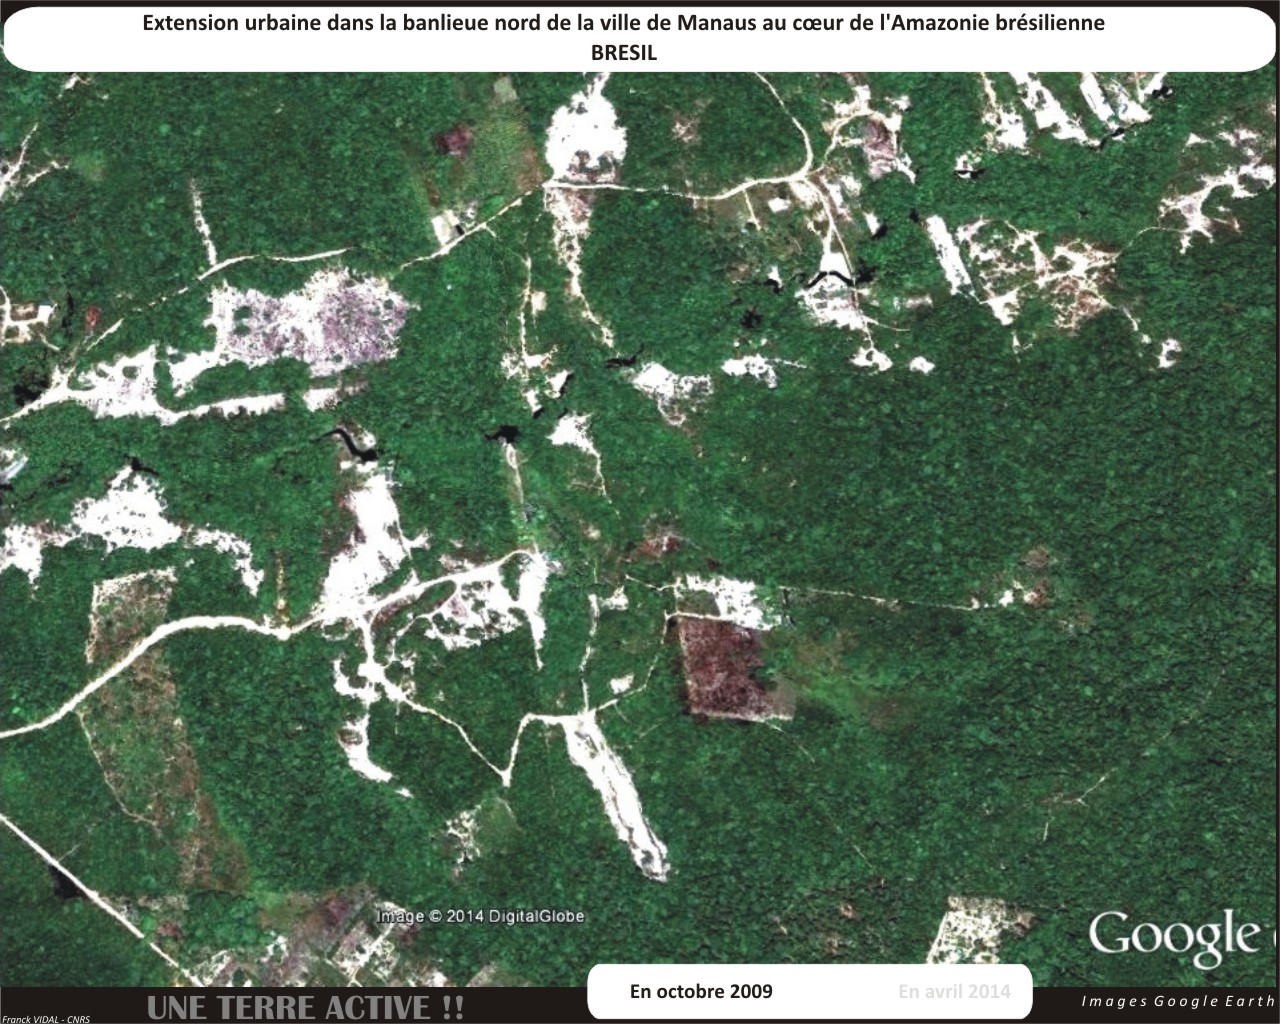 Extension urbaine dans la banlieue nord de la ville de Manaus au cœur de l'Amazonie brésilienne
BRESIL
Image © 2014 DigitalGlobe
Google
En octobre 2009
En avril 2014
Images Google Earth
UNE TERRE ACTIVE !!
Franck VIDAL - CNRS